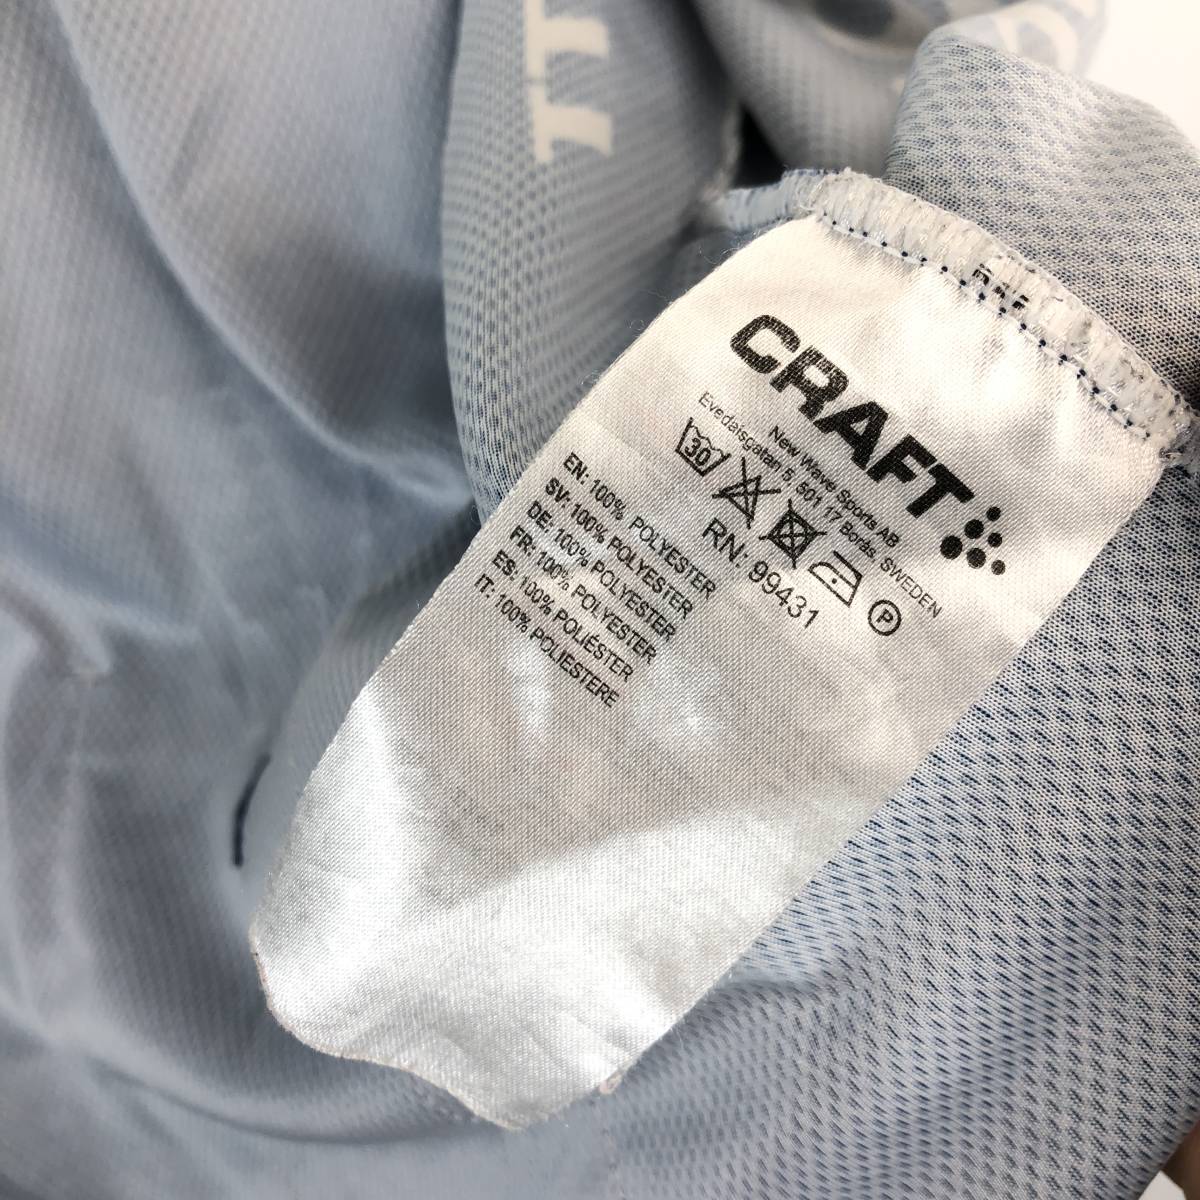 CRAFT
New Wave Sports AB
Evedalsgatan 5, 501 17 Borås, SWEDEN
30
P
RN: 99431
EN: 100% POLYESTER
SV: 100% POLYESTER
DE: 100% POLYESTER
FR: 100% POLYESTER
ES: 100% POLIÉSTER
IT: 100% POLIESTERE